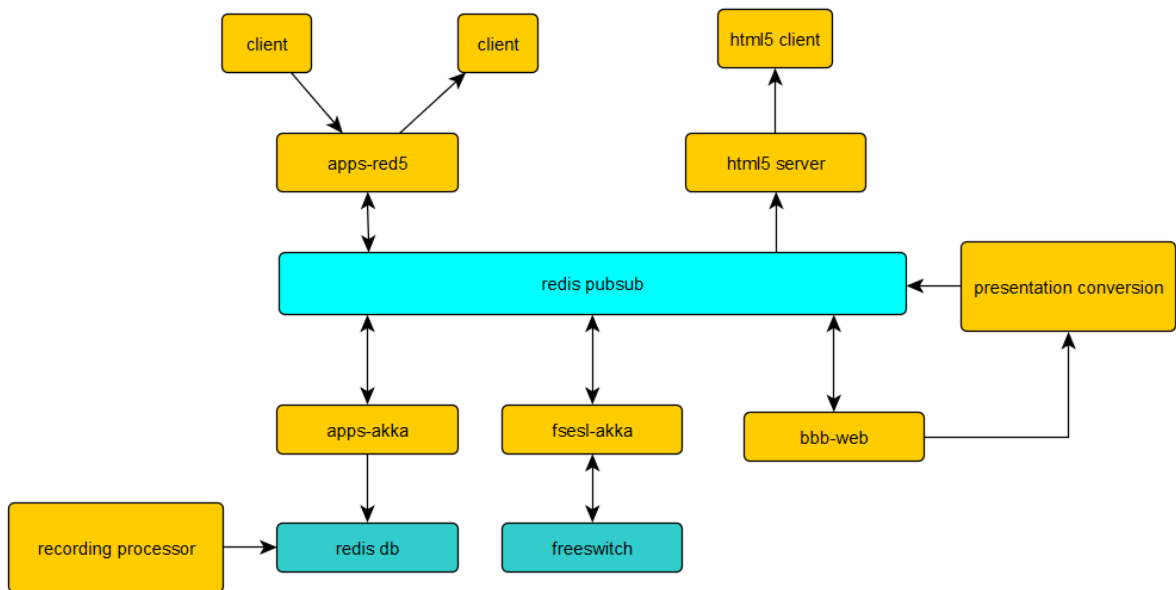 client
client
html5 client
apps-red5
html5 server
redis pubsub
presentation conversion
apps-akka
fsesl-akka
bbb-web
recording processor
redis db
freeswitch